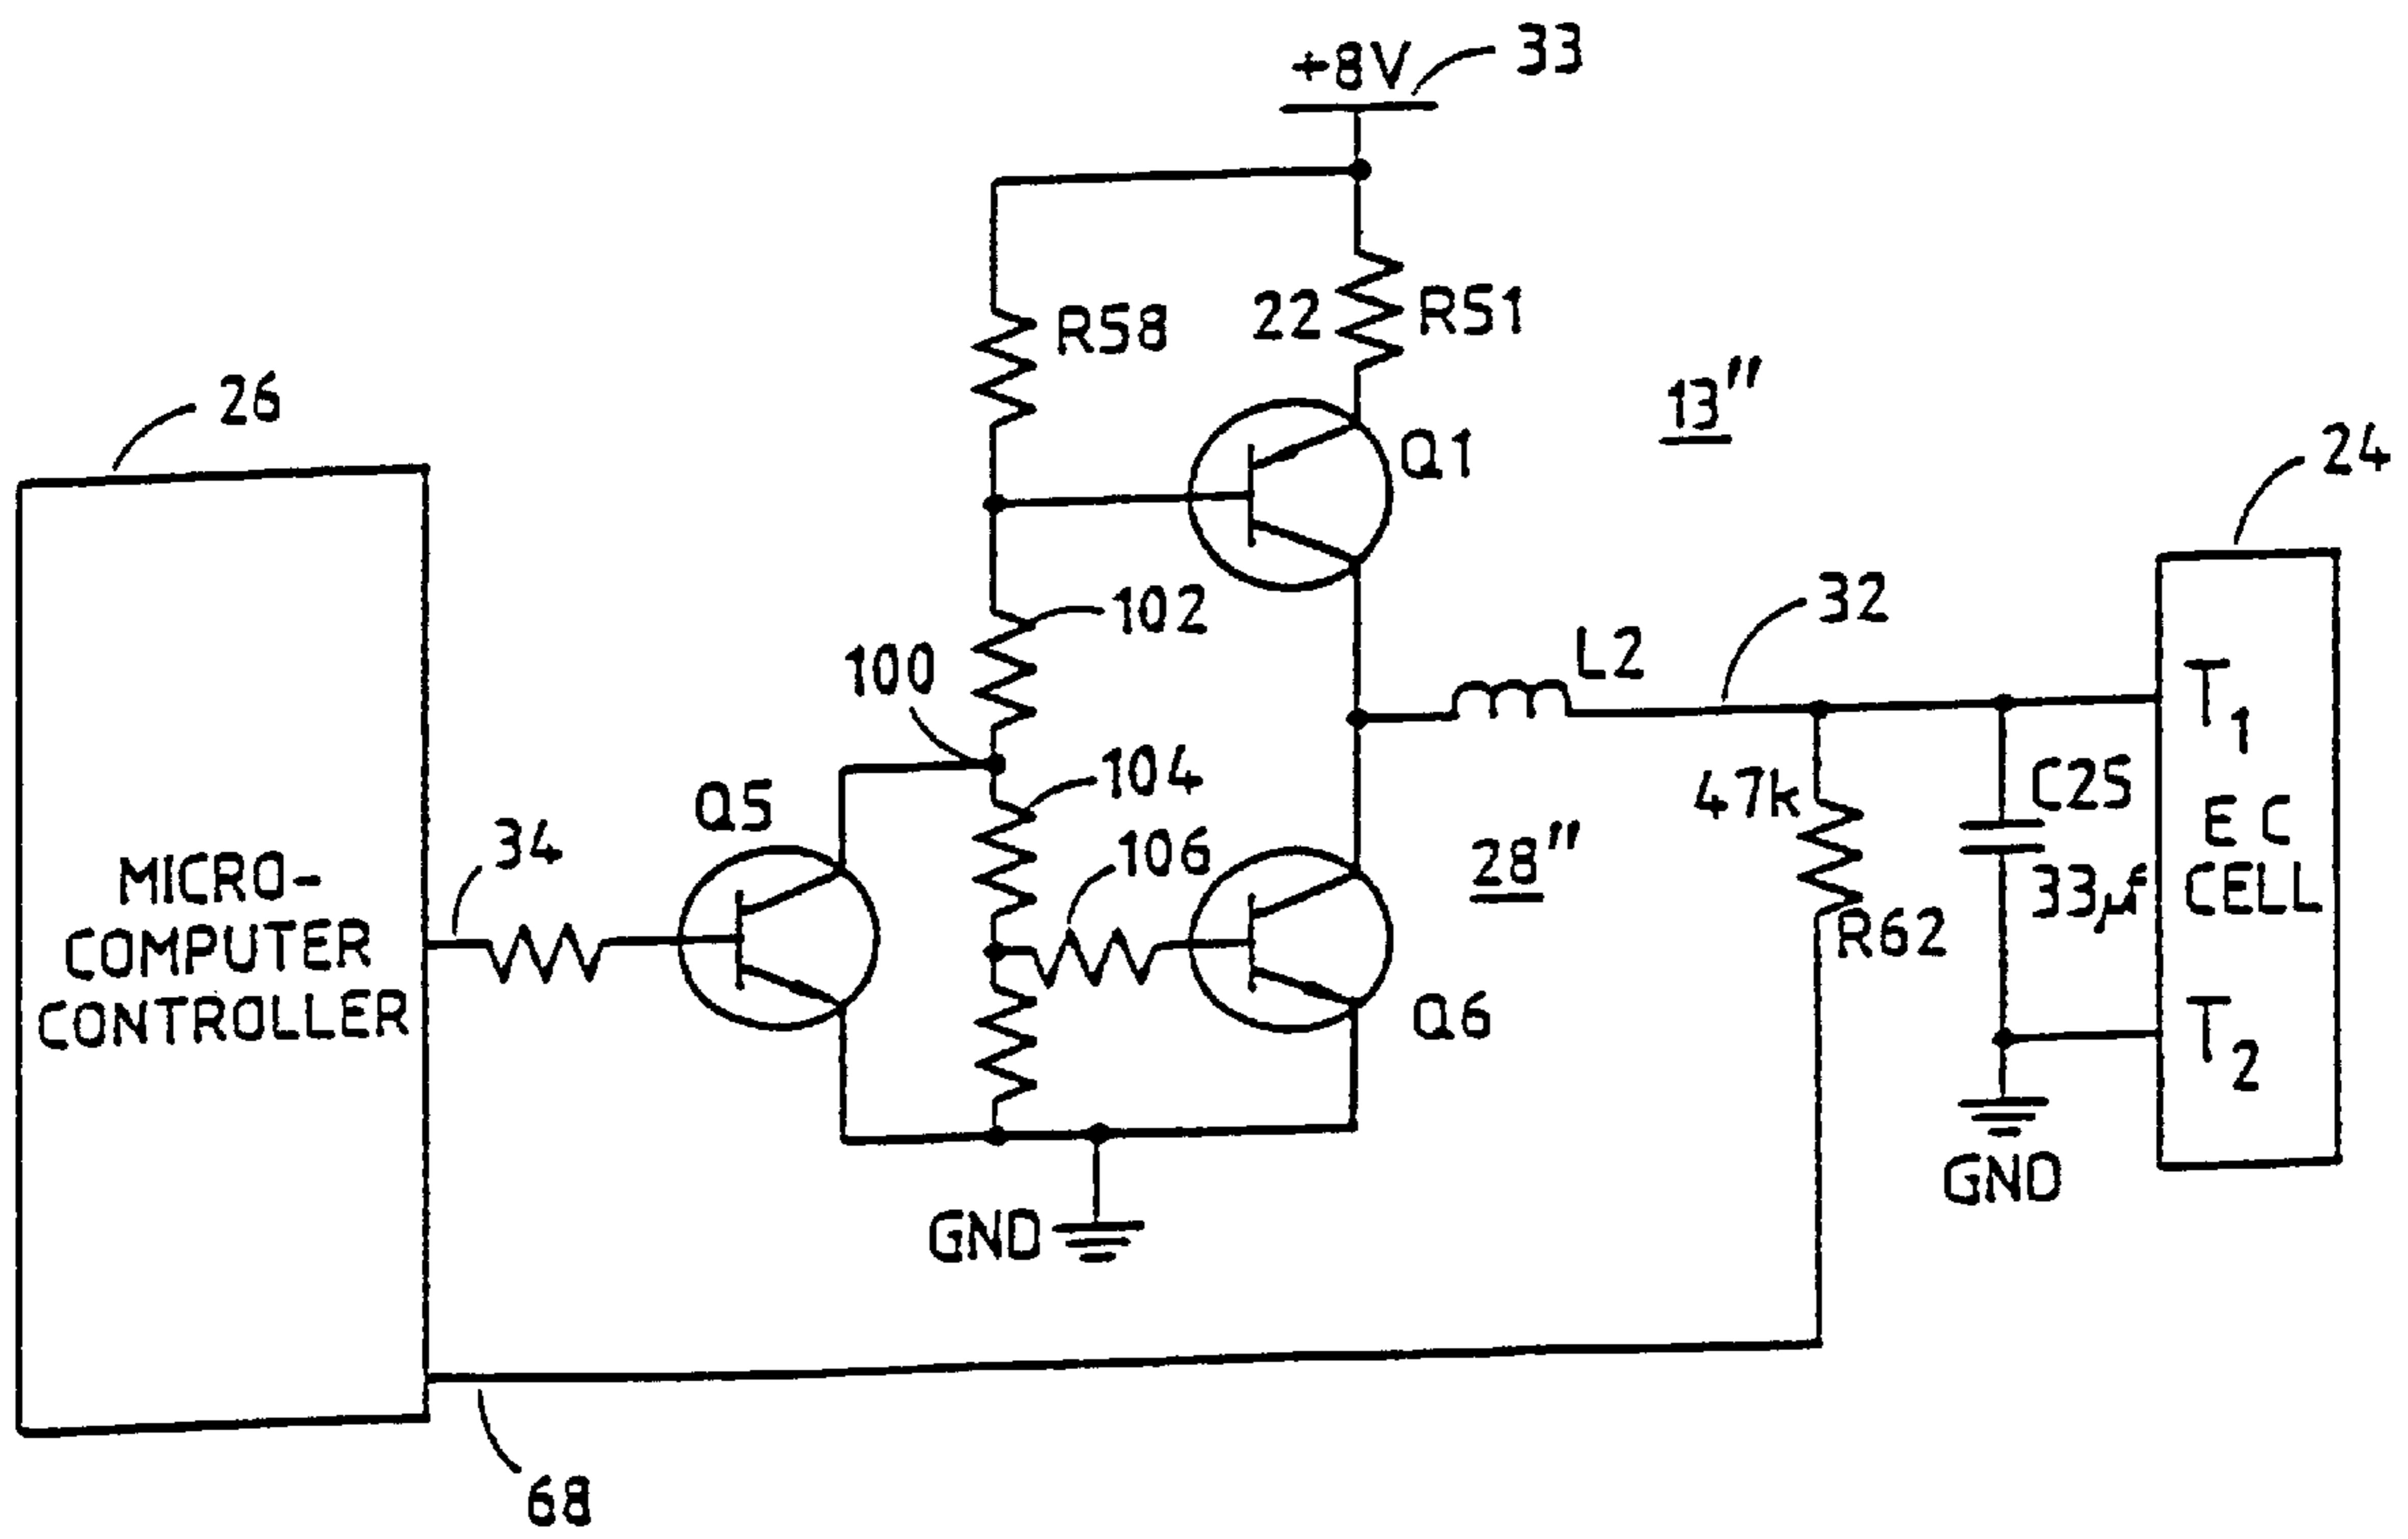 +8V
33
R58
22
R51
13"
26
Q1
24
102
32
100
L2
T1
Q5
104
47k
C25
34
106
28"
EC
CELL
33µf
MICRO-
COMPUTER
CONTROLLER
R62
Q6
T2
GND
GND
68